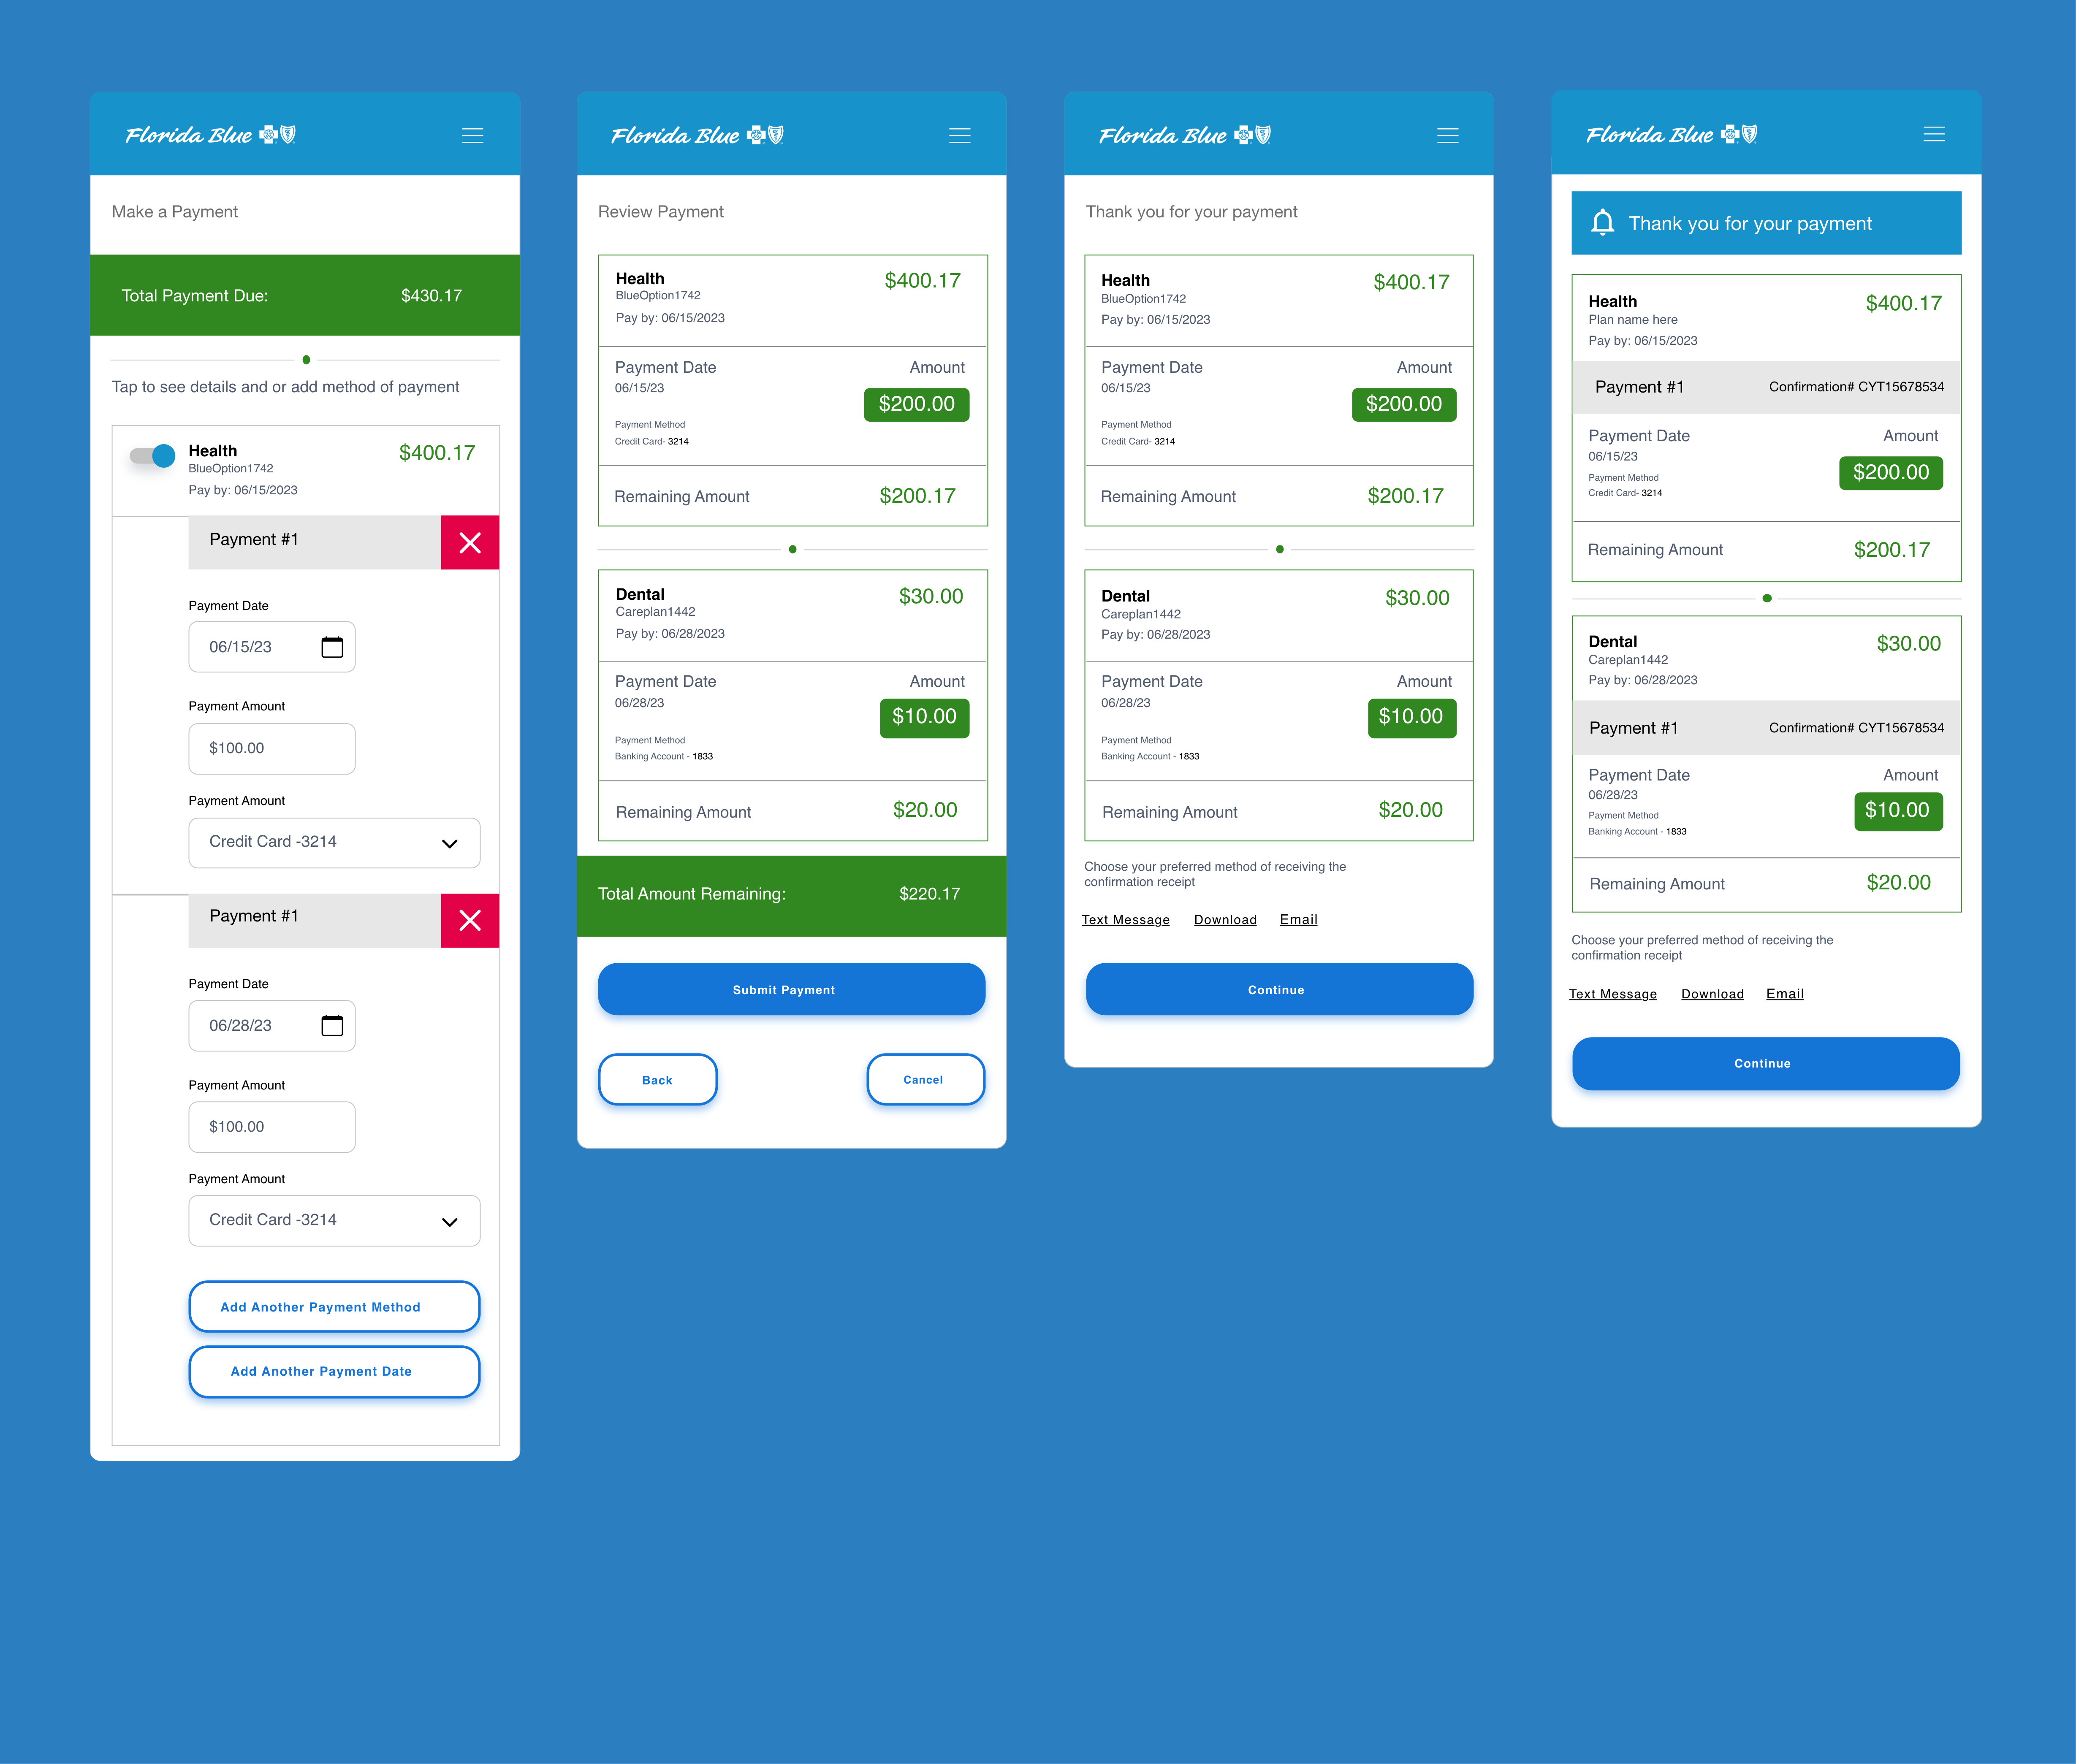 Florida Blue
Make a Payment
Total Payment Due: $430.17
Tap to see details and or add method of payment
Health $400.17
BlueOption1742
Pay by: 06/15/2023
Payment #1
Payment Date
06/15/23
Payment Amount
$100.00
Payment Amount
Credit Card -3214
Payment #1
Payment Date
06/28/23
Payment Amount
$100.00
Payment Amount
Credit Card -3214
Add Another Payment Method
Add Another Payment Date
Florida Blue
Review Payment
Health $400.17
BlueOption1742
Pay by: 06/15/2023
Payment Date Amount
06/15/23 $200.00
Payment Method
Credit Card- 3214
Remaining Amount $200.17
Dental $30.00
Careplan1442
Pay by: 06/28/2023
Payment Date Amount
06/28/23 $10.00
Payment Method
Banking Account - 1833
Remaining Amount $20.00
Total Amount Remaining: $220.17
Submit Payment
Back Cancel
Florida Blue
Thank you for your payment
Health $400.17
BlueOption1742
Pay by: 06/15/2023
Payment Date Amount
06/15/23 $200.00
Payment Method
Credit Card- 3214
Remaining Amount $200.17
Dental $30.00
Careplan1442
Pay by: 06/28/2023
Payment Date Amount
06/28/23 $10.00
Payment Method
Banking Account - 1833
Remaining Amount $20.00
Choose your preferred method of receiving the
confirmation receipt
Text Message Download Email
Continue
Florida Blue
Thank you for your payment
Health $400.17
Plan name here
Pay by: 06/15/2023
Payment #1 Confirmation# CYT15678534
Payment Date Amount
06/15/23 $200.00
Payment Method
Credit Card- 3214
Remaining Amount $200.17
Dental $30.00
Careplan1442
Pay by: 06/28/2023
Payment #1 Confirmation# CYT15678534
Payment Date Amount
06/28/23 $10.00
Payment Method
Banking Account - 1833
Remaining Amount $20.00
Choose your preferred method of receiving the
confirmation receipt
Text Message Download Email
Continue